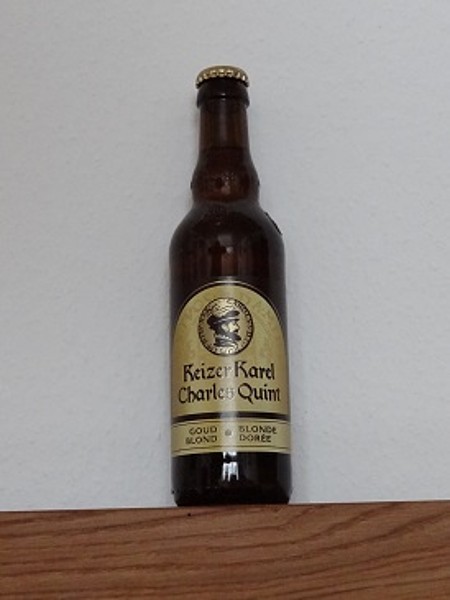 Keizer Karel
Charles Quint
GOUD BLONDE
BLOND DORÉE